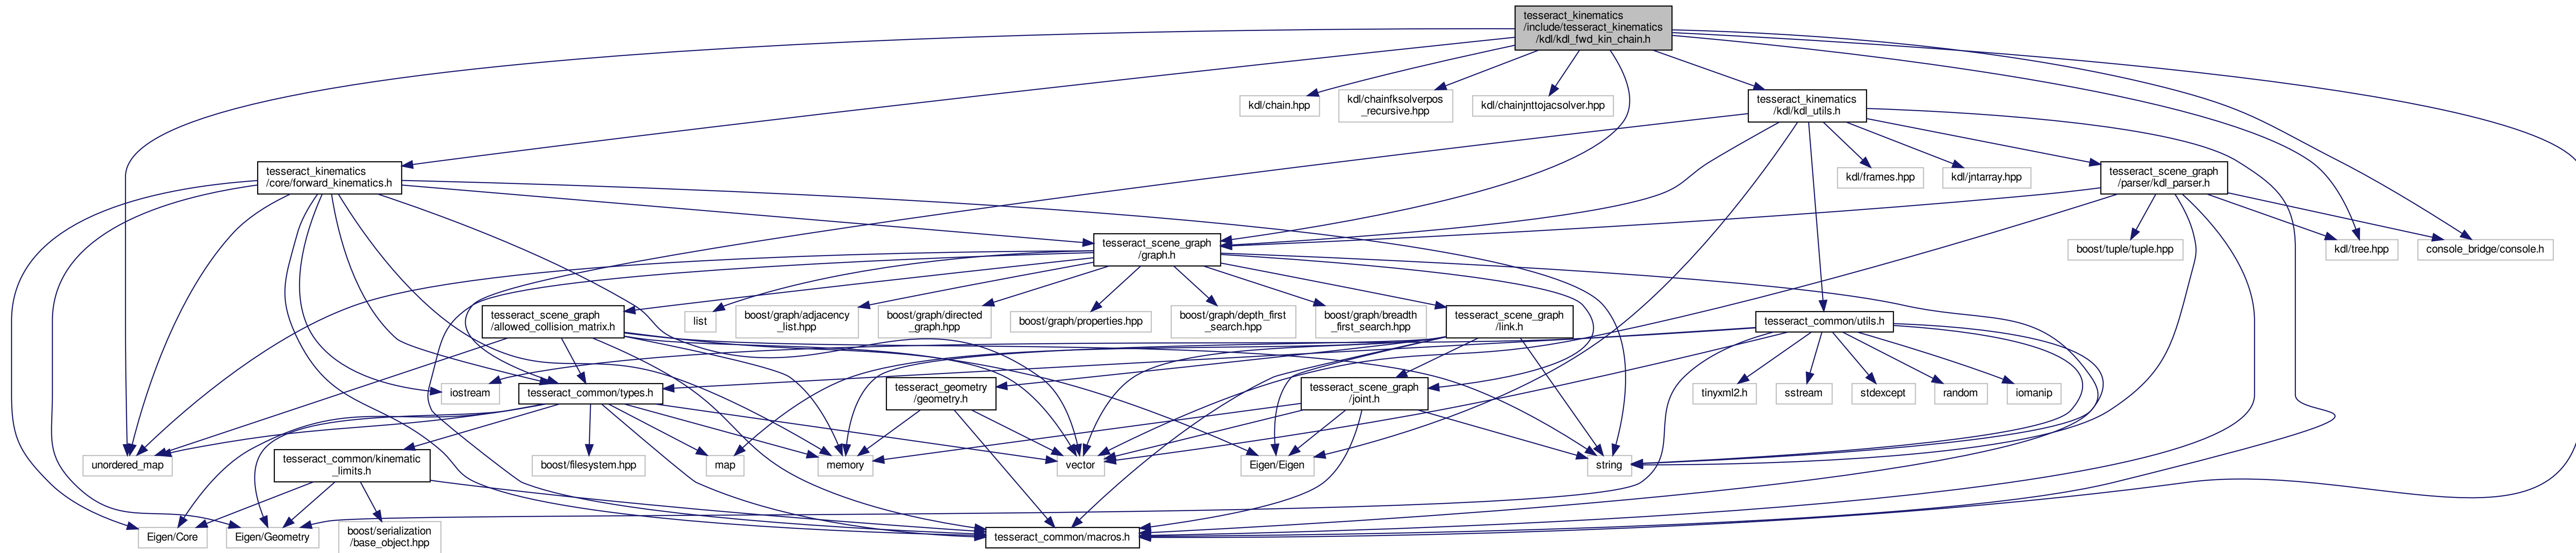 tesseract_kinematics
/include/tesseract_kinematics
/kdl/kdl_fwd_kin_chain.h
kdl/chain.hpp
kdl/chainfksolverpos
_recursive.hpp
kdl/chainjnttojacsolver.hpp
tesseract_kinematics
/kdl/kdl_utils.h
tesseract_kinematics
/core/forward_kinematics.h
kdl/frames.hpp
kdl/jntarray.hpp
tesseract_scene_graph
/parser/kdl_parser.h
tesseract_scene_graph
/graph.h
boost/tuple/tuple.hpp
kdl/tree.hpp
console_bridge/console.h
tesseract_scene_graph
/allowed_collision_matrix.h
list
boost/graph/adjacency
_list.hpp
boost/graph/directed
_graph.hpp
boost/graph/properties.hpp
boost/graph/depth_first
_search.hpp
boost/graph/breadth
_first_search.hpp
tesseract_scene_graph
/link.h
tesseract_common/utils.h
iostream
tesseract_common/types.h
tesseract_geometry
/geometry.h
tesseract_scene_graph
/joint.h
tinyxml2.h
sstream
stdexcept
random
iomanip
unordered_map
tesseract_common/kinematic
_limits.h
boost/filesystem.hpp
map
memory
vector
Eigen/Eigen
string
Eigen/Core
Eigen/Geometry
boost/serialization
/base_object.hpp
tesseract_common/macros.h